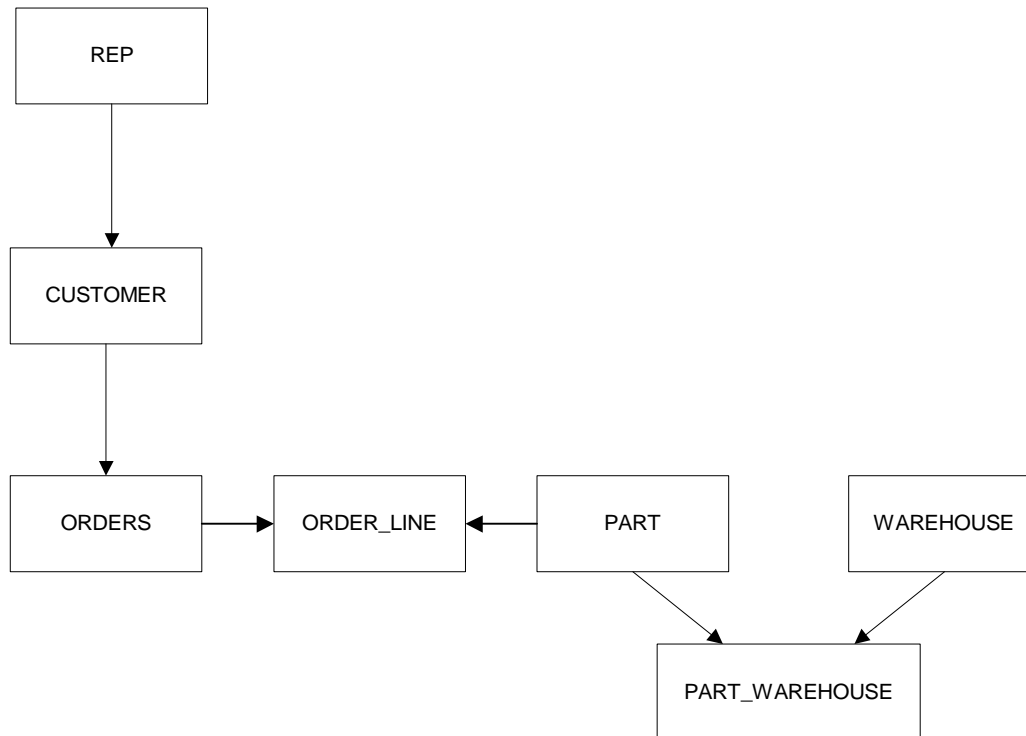 REP
CUSTOMER
ORDERS
ORDER_LINE
PART
WAREHOUSE
PART_WAREHOUSE